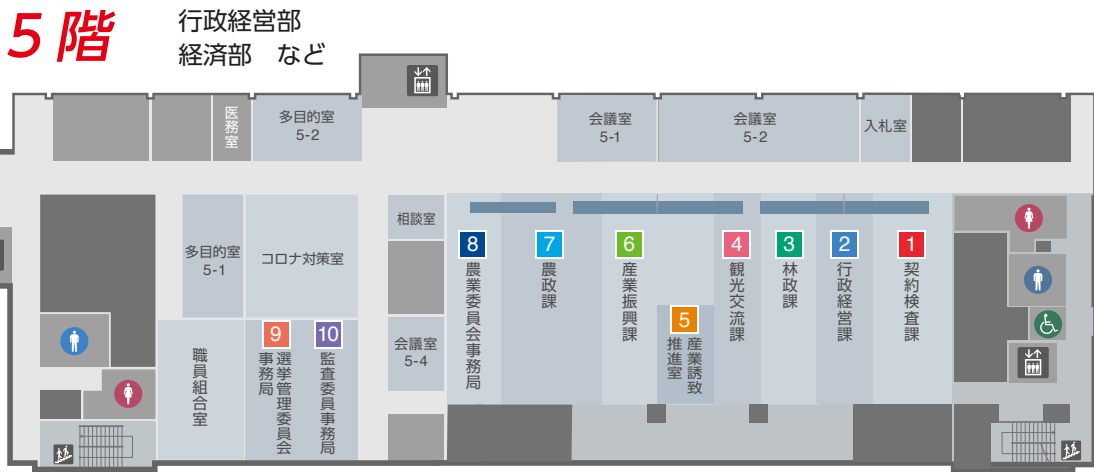 5 階
行政経営部
経済部 など
医務室
多目的室
5-2
会議室
5-1
会議室
5-2
入札室
多目的室
5-1
コロナ対策室
相談室
会議室
5-4
職員組合室
9
選挙管理委員会
事務局
10
監査委員事務局
8
農業委員会事務局
7
農政課
6
産業振興課
5
産業誘致
推進室
4
観光交流課
3
林政課
2
行政経営課
1
契約検査課